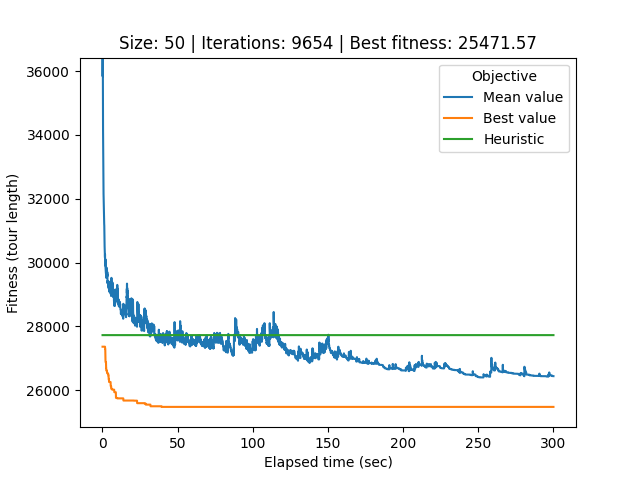 Size: 50 | Iterations: 9654 | Best fitness: 25471.57
Objective
Mean value
Best value
Heuristic
Fitness (tour length)
36000
34000
32000
30000
28000
26000
0 50 100 150 200 250 300
Elapsed time (sec)